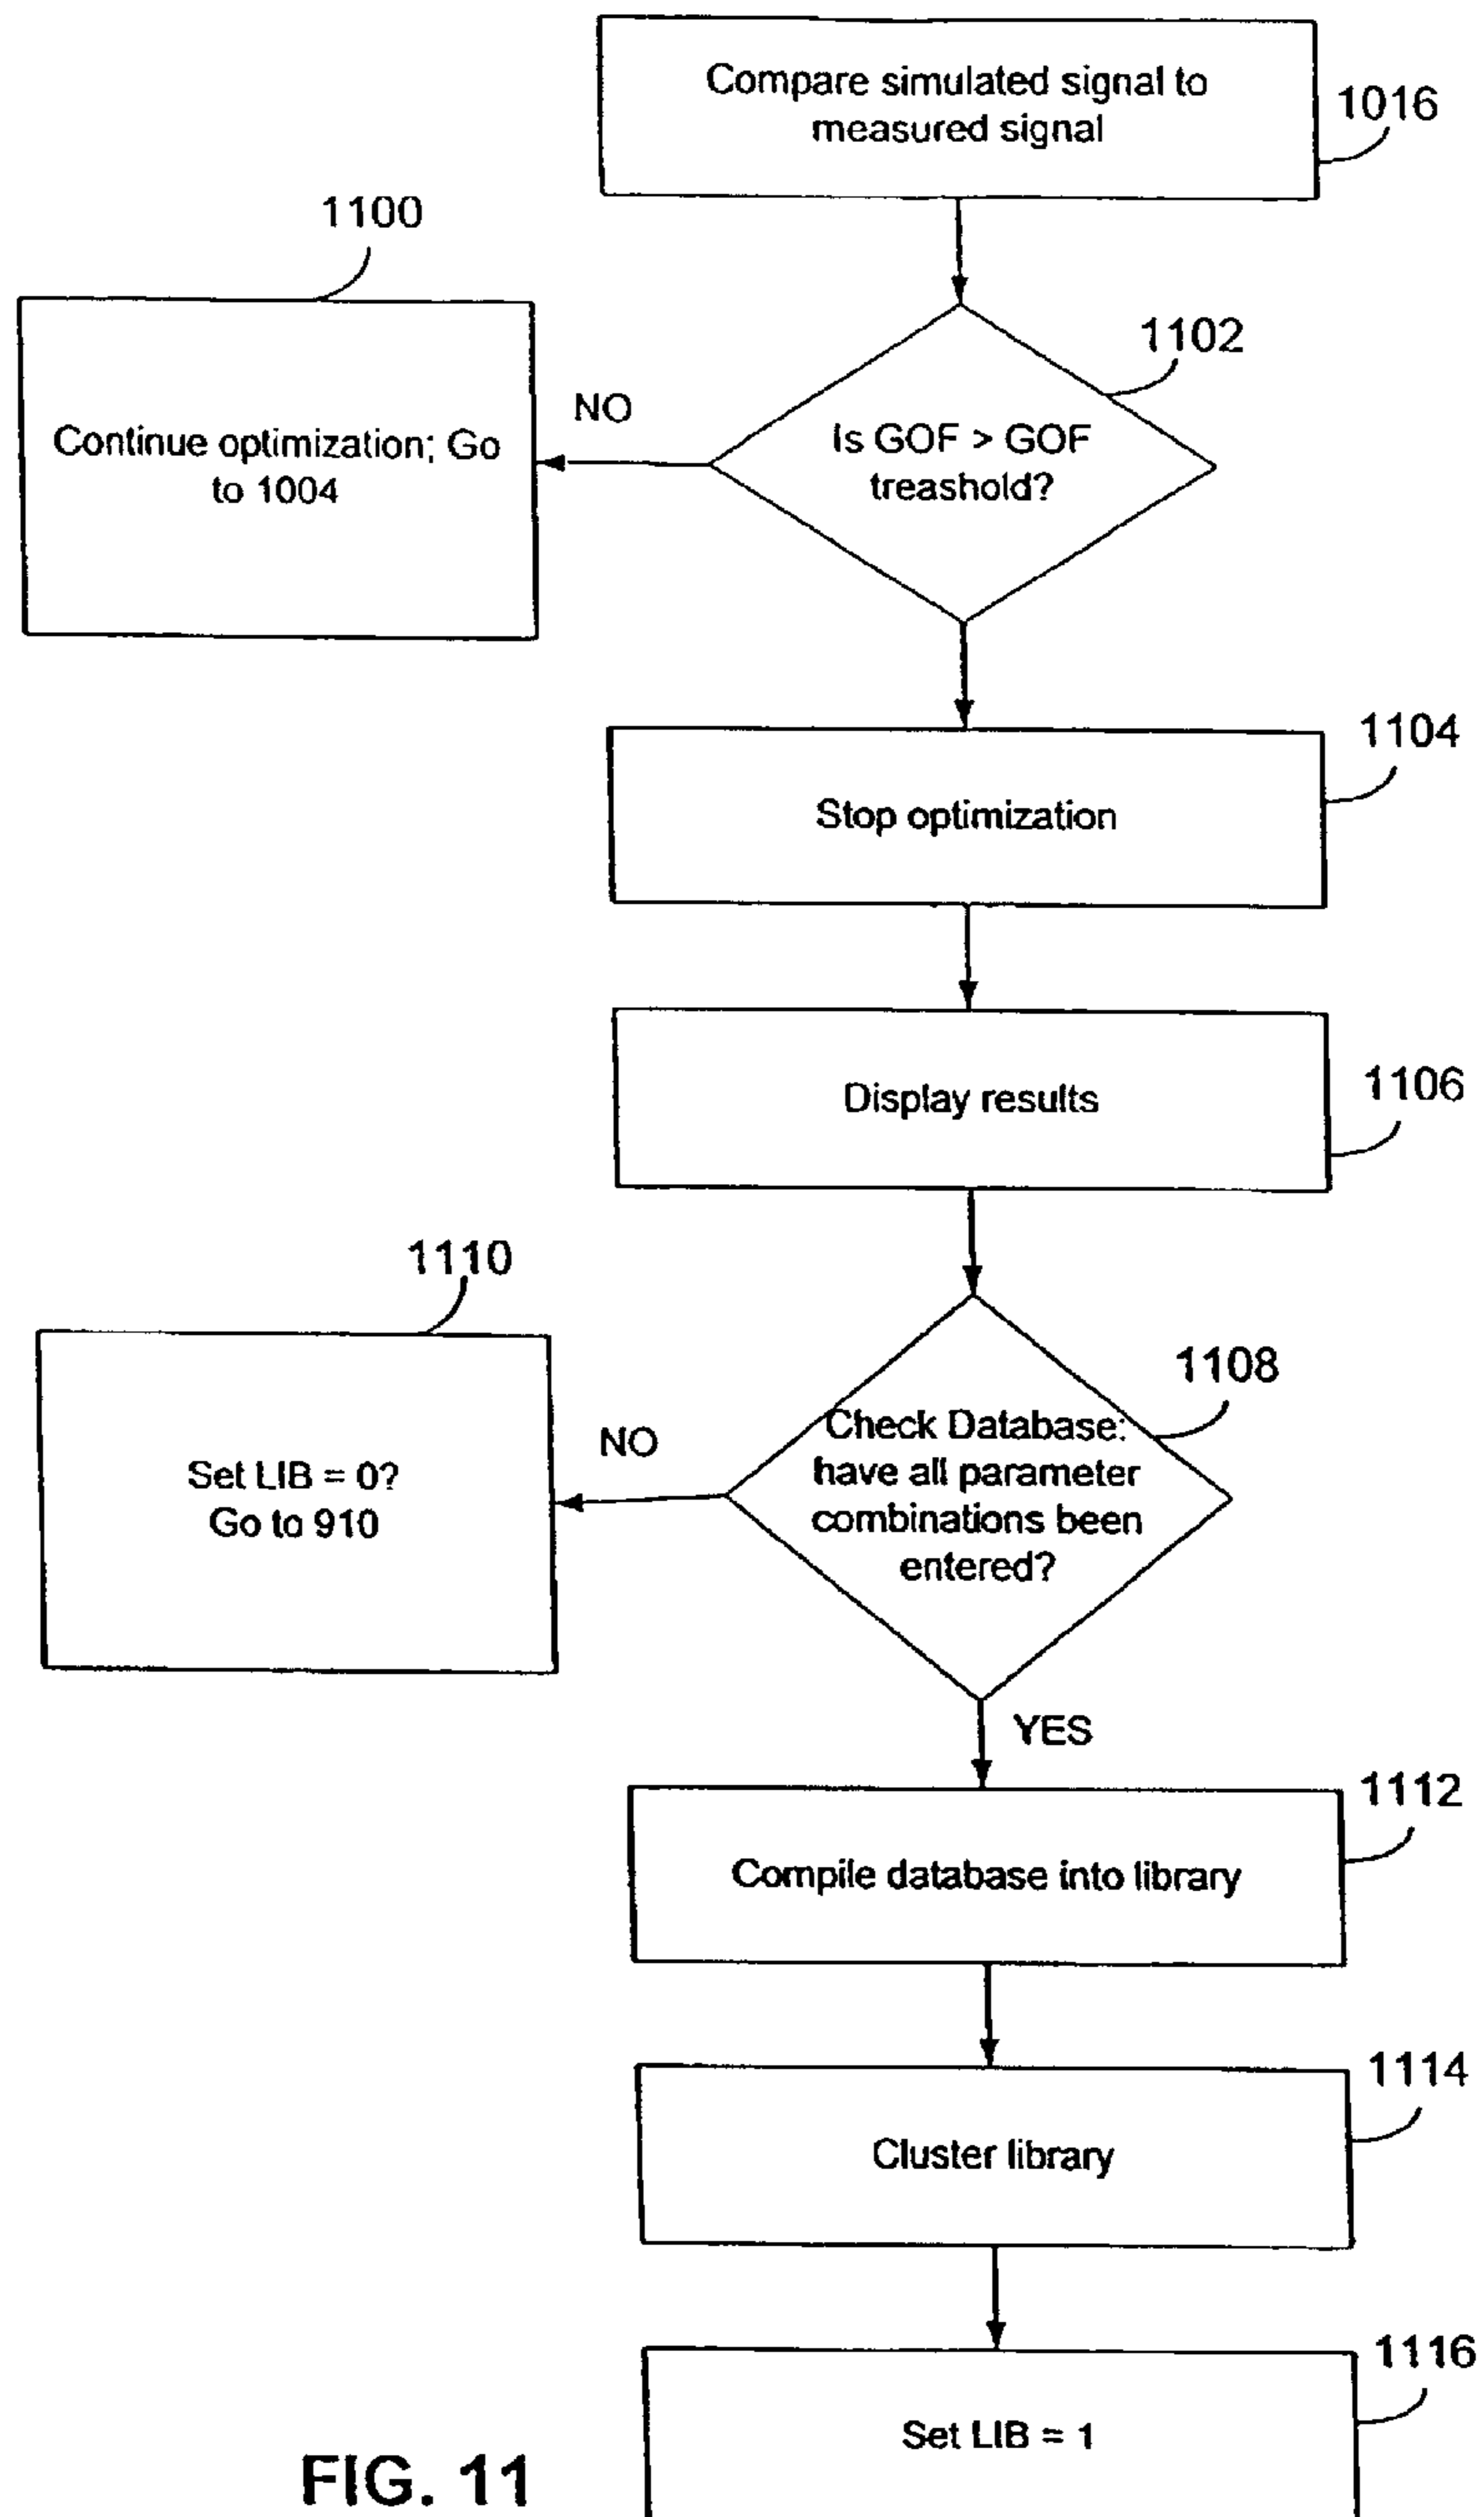 Compare simulated signal to
measured signal
1016
1100
1102
NO
Continue optimization; Go
to 1004
Is GOF > GOF
treashold?
1104
Stop optimization
1106
Display results
1110
1108
NO
Set LIB = 0?
Go to 910
Check Database:
have all parameter
combinations been
entered?
YES
1112
Compile database into library
1114
Cluster library
1116
Set LIB = 1
FIG. 11